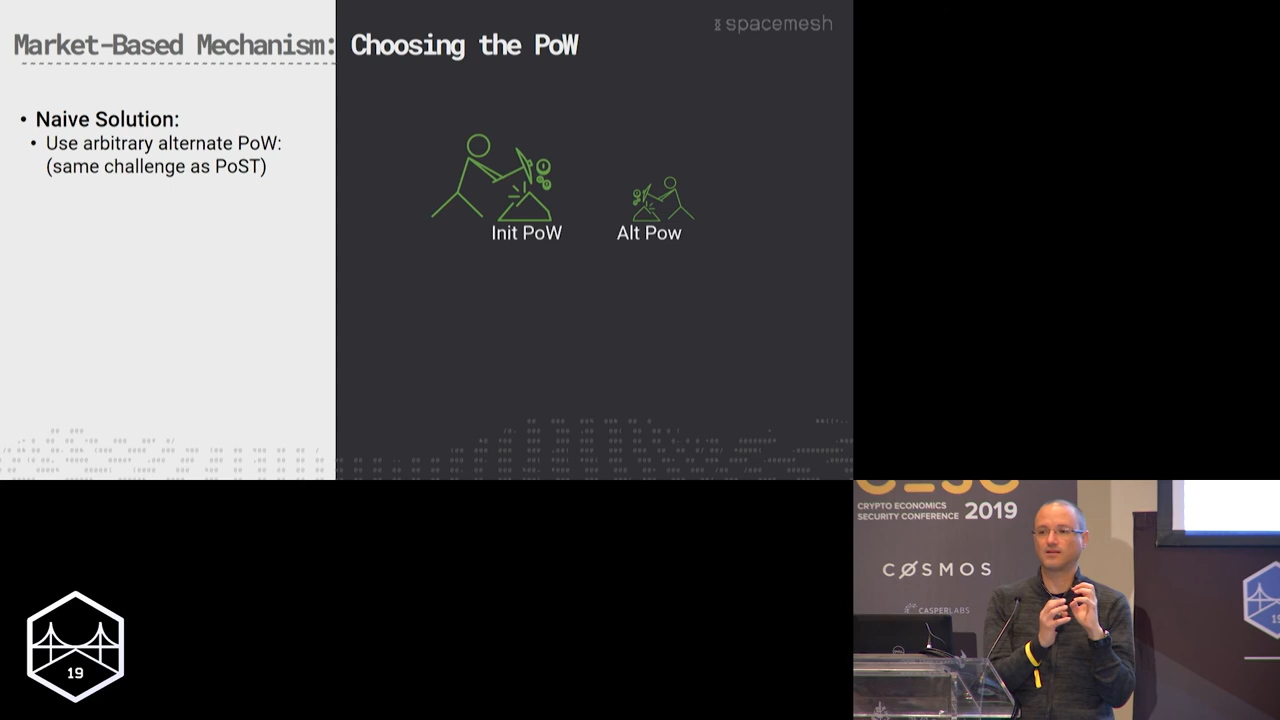 Market-Based Mechanism: Choosing the PoW
spacemesh
• Naive Solution:
• Use arbitrary alternate PoW:
(same challenge as PoST)
Init PoW
Alt Pow
CRYPTO ECONOMICS
SECURITY CONFERENCE 2019
COSMOS
CASPERLABS
19